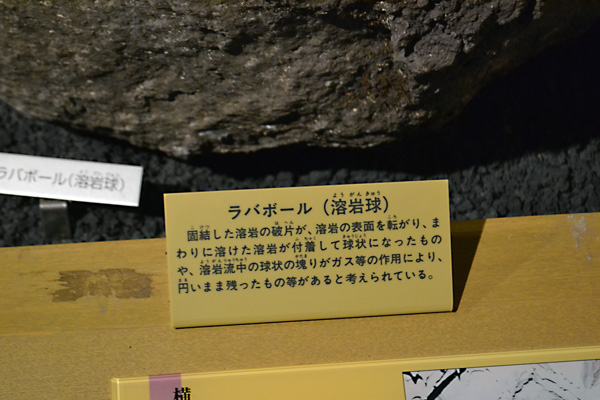 ラバボール(溶岩球)
ラバボール（溶岩球）
固結した溶岩の破片が、溶岩の表面を転がり、ま
わりに溶けた溶岩が付着して球状になったもの
や、溶岩流中の球状の塊りがガス等の作用により、
円いまま残ったもの等があると考えられている。
横